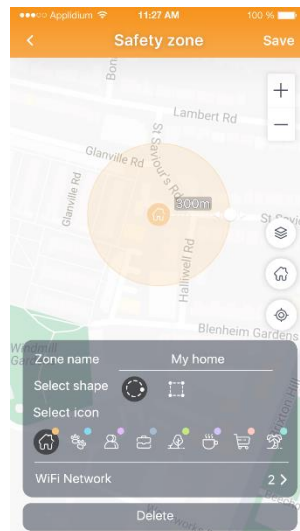 Applidium 11:27 AM 100 %
Safety zone Save
Lambert Rd
St Saviour's Rd
Glanville Rd
Glanville Rd
300m
Halliwell Rd
Blenheim Gardens
Windmill
Zone name My home
Select shape
Select icon
WiFi Network 2
Delete